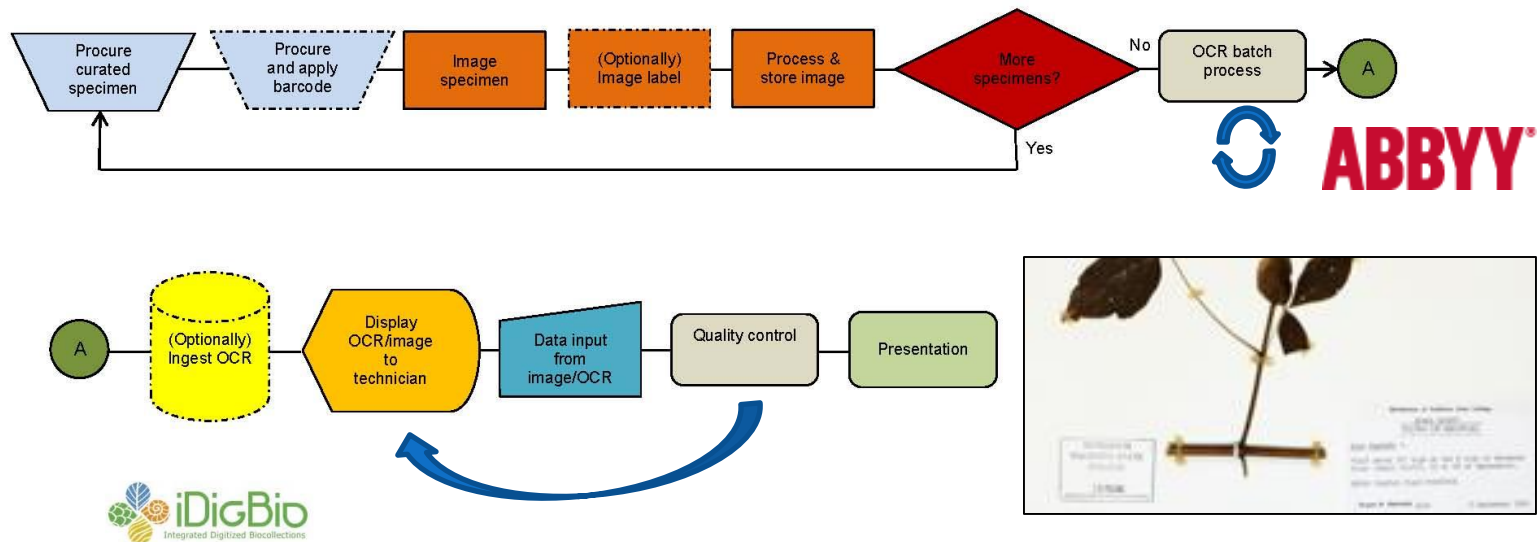 Procure
curated
specimen
Procure
and apply
barcode
Image
specimen
(Optionally)
Image label
Process &
store image
More
specimens?
No
Yes
OCR batch
process
A
ABBYY®
A
(Optionally)
Ingest OCR
Display
OCR/image
to
technician
Data input
from
image/OCR
Quality control
Presentation
iDigBio
Integrated Digitized Biocollections